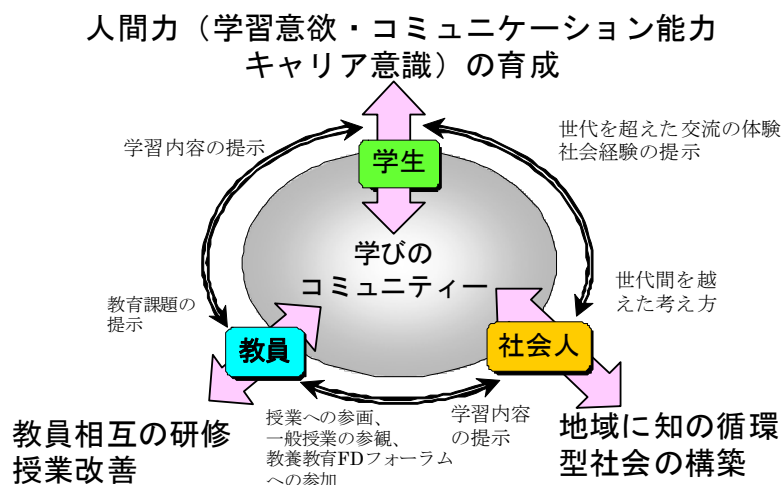 人間力（学習意欲・コミュニケーション能力
キャリア意識）の育成
学習内容の提示
世代を超えた交流の体験
社会経験の提示
学生
学びの
コミュニティー
教育課題の
提示
世代間を越
えた考え方
教員
社会人
教員相互の研修
授業改善
授業への参画、
一般授業の参観、
教養教育FDフォーラム
への参加
学習内容
の提示
地域に知の循環
型社会の構築